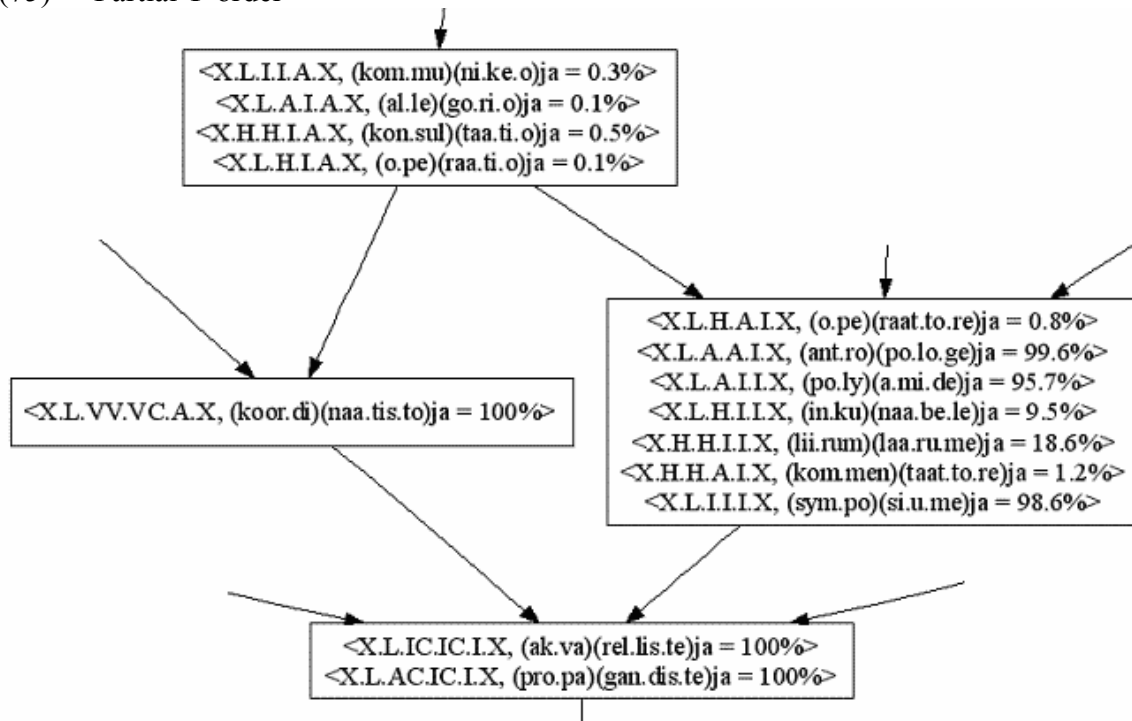 Partial T-order
<X.L.I.I.A.X, (kom.mu)(ni.ke.o)ja = 0.3%>
<X.L.A.I.A.X, (al.le)(go.ri.o)ja = 0.1%>
<X.H.H.I.A.X, (kon.sul)(taa.ti.o)ja = 0.5%>
<X.L.H.I.A.X, (o.pe)(raa.ti.o)ja = 0.1%>
<X.L.H.A.I.X, (o.pe)(raat.to.re)ja = 0.8%>
<X.L.A.A.I.X, (ant.ro)(po.lo.ge)ja = 99.6%>
<X.L.A.I.I.X, (po.ly)(a.mi.de)ja = 95.7%>
<X.L.H.I.I.X, (in.ku)(naa.be.le)ja = 9.5%>
<X.H.H.I.I.X, (lii.rum)(laa.ru.me)ja = 18.6%>
<X.H.H.A.I.X, (kom.men)(taat.to.re)ja = 1.2%>
<X.L.I.I.I.X, (sym.po)(si.u.me)ja = 98.6%>
<X.L.VV.VC.A.X, (koor.di)(naa.tis.to)ja = 100%>
<X.L.IC.IC.I.X, (ak.va)(rel.lis.te)ja = 100%>
<X.L.AC.IC.I.X, (pro.pa)(gan.dis.te)ja = 100%>